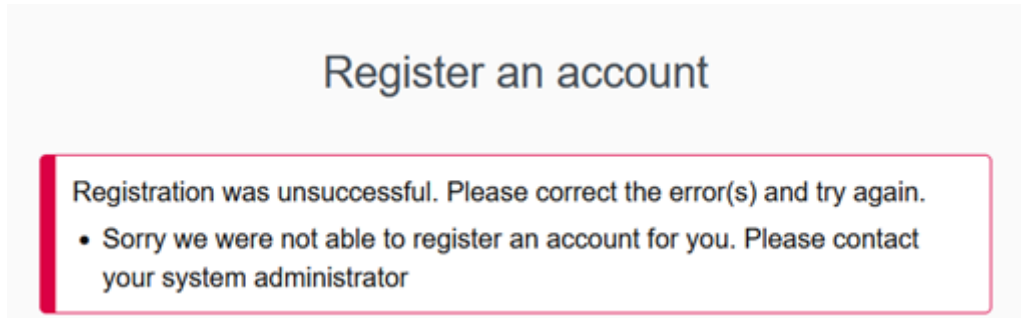 Register an account
Registration was unsuccessful. Please correct the error(s) and try again.
• Sorry we were not able to register an account for you. Please contact
your system administrator